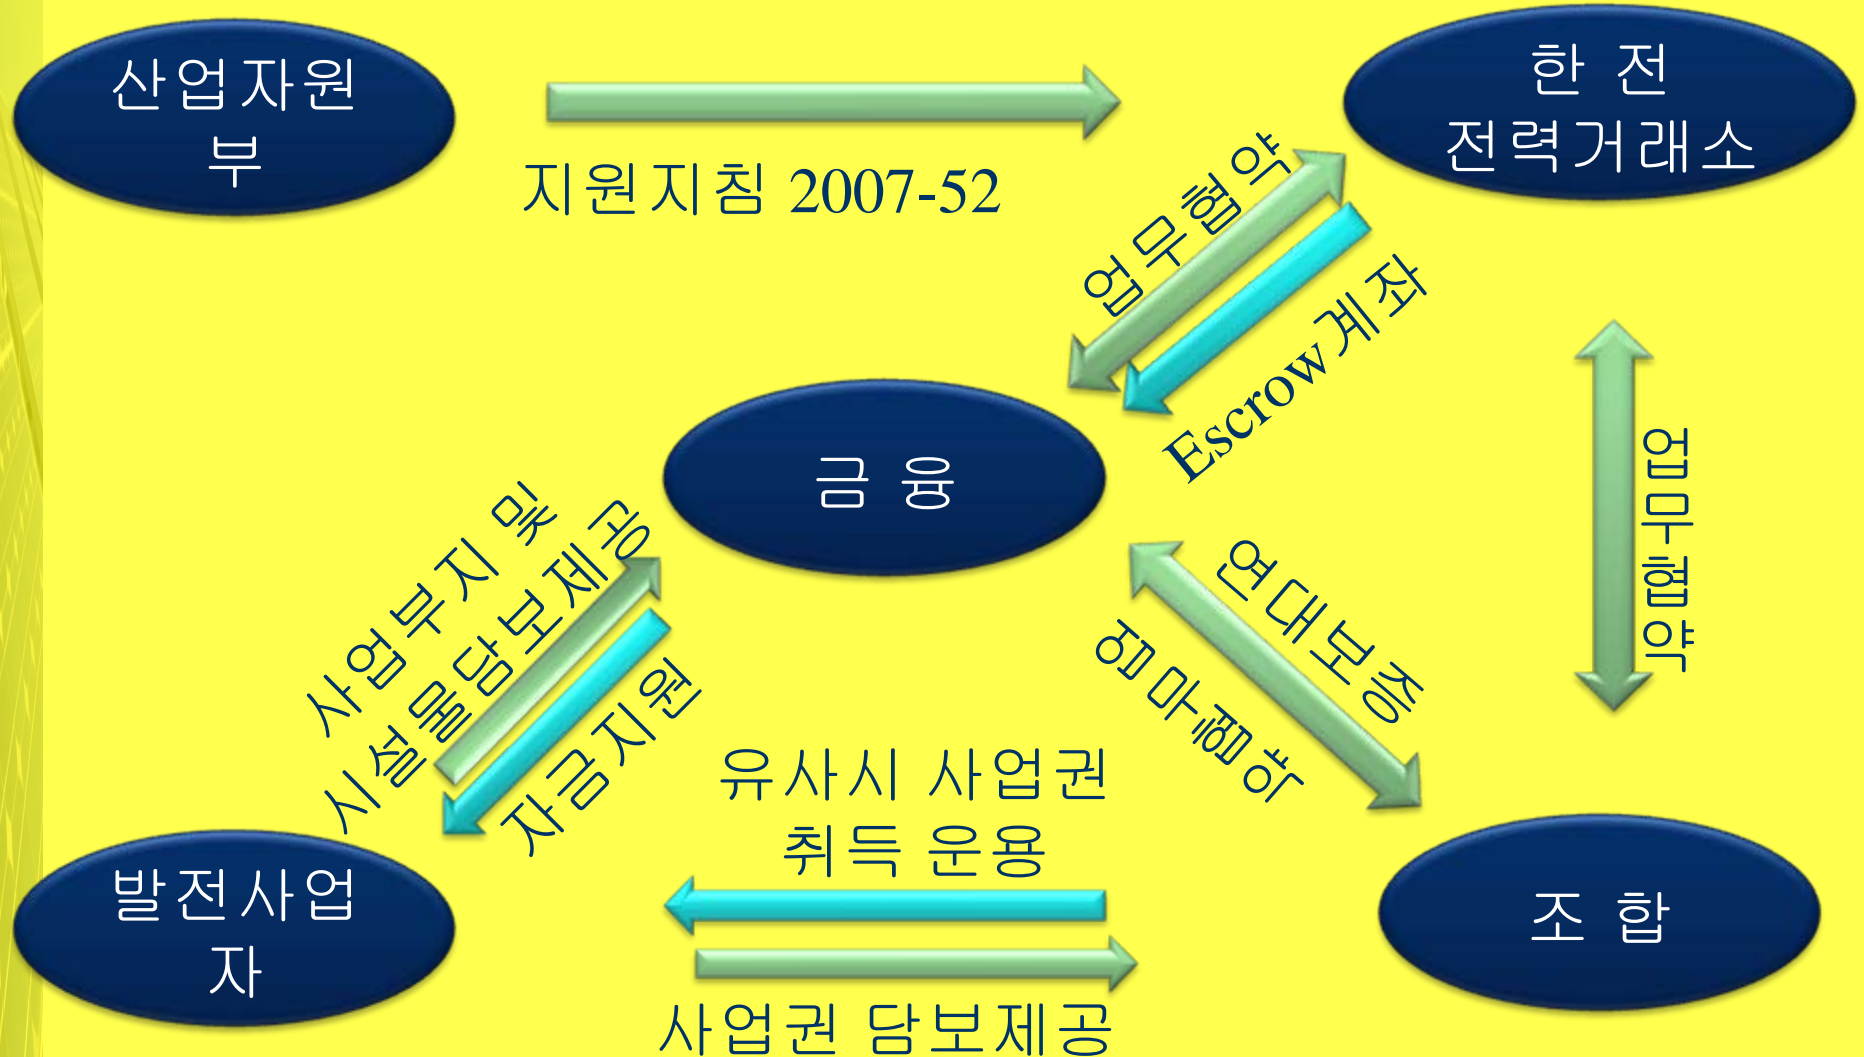 산업자원
부
한 전
전력거래소
지원지침 2007-52
업무협약
Escrow계좌
금 융
업무협약
사업부지 및
시설물담보제공
자금지원
연대보증
유사시 사업권
취득 운용
발전사업
자
조 합
사업권 담보제공